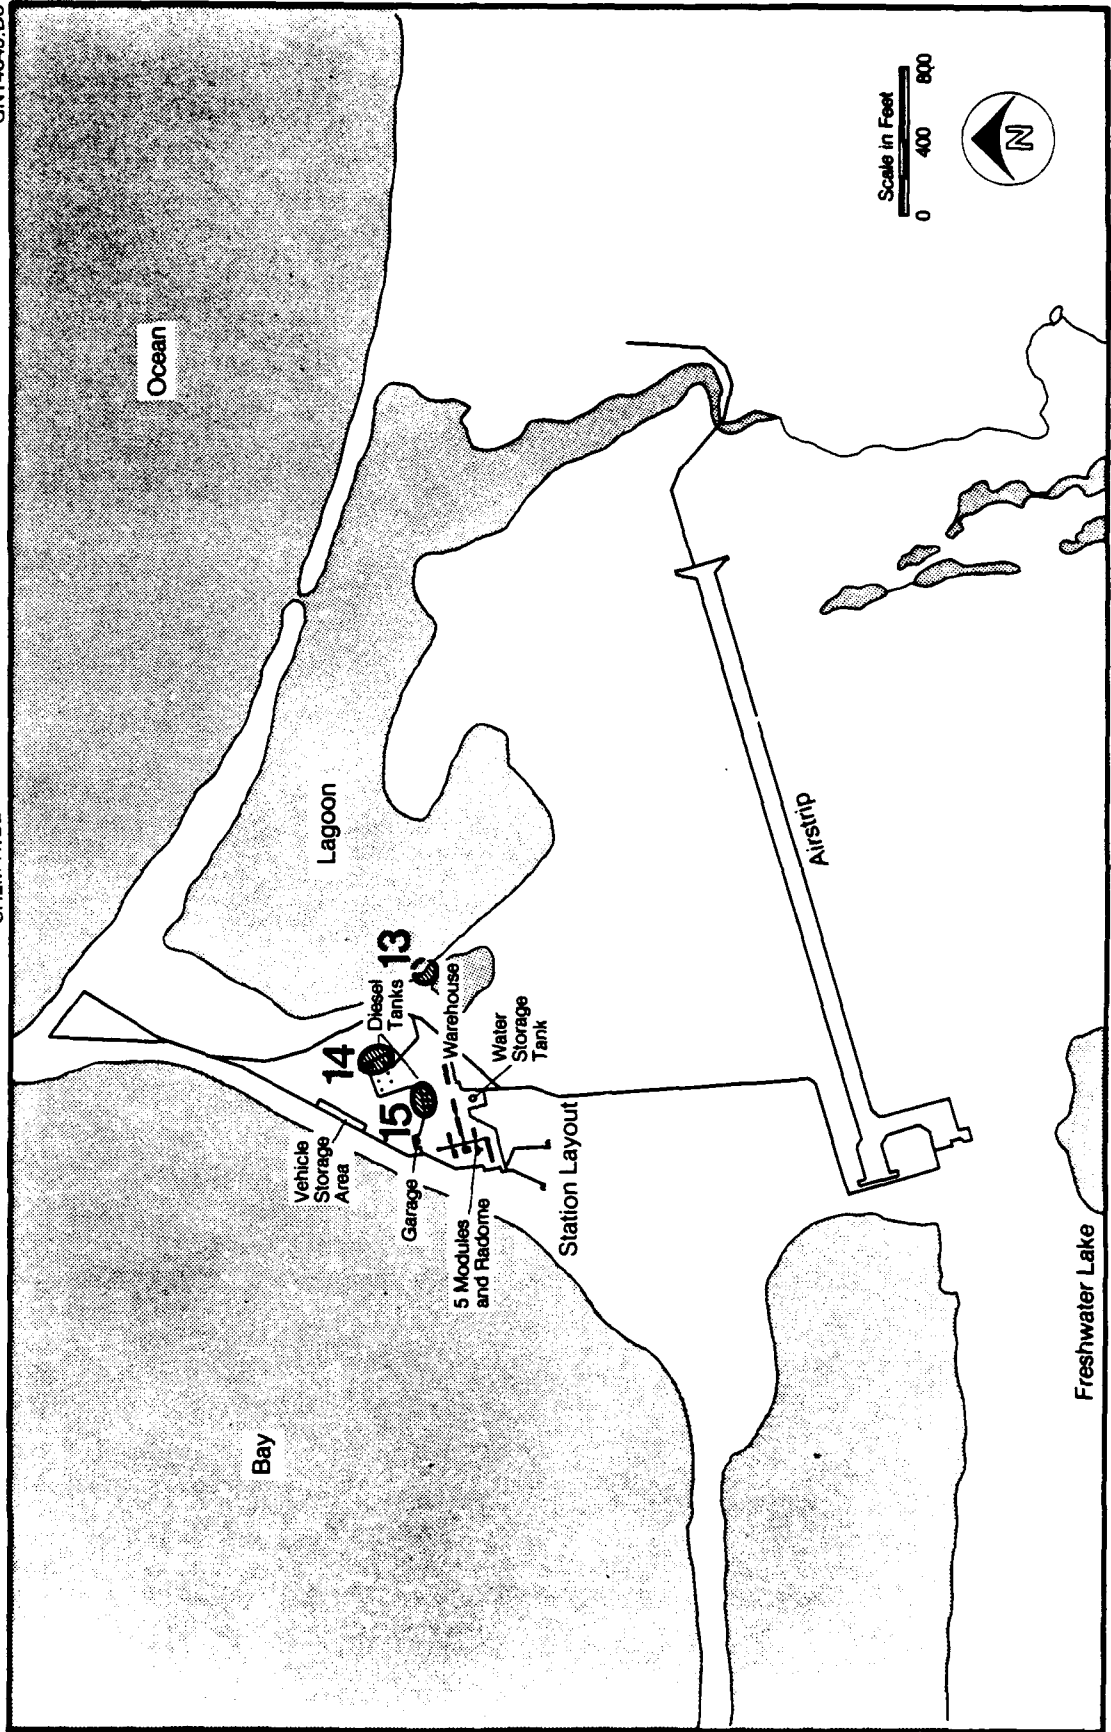 Ocean
Bay
Lagoon
Vehicle
Storage
Area
14
Diesel
Tanks
13
15
Garage
Warehouse
5 Modules
and Radome
Water
Storage
Tank
Station Layout
Airstrip
Freshwater Lake
Scale in Feet
0 400 800
N